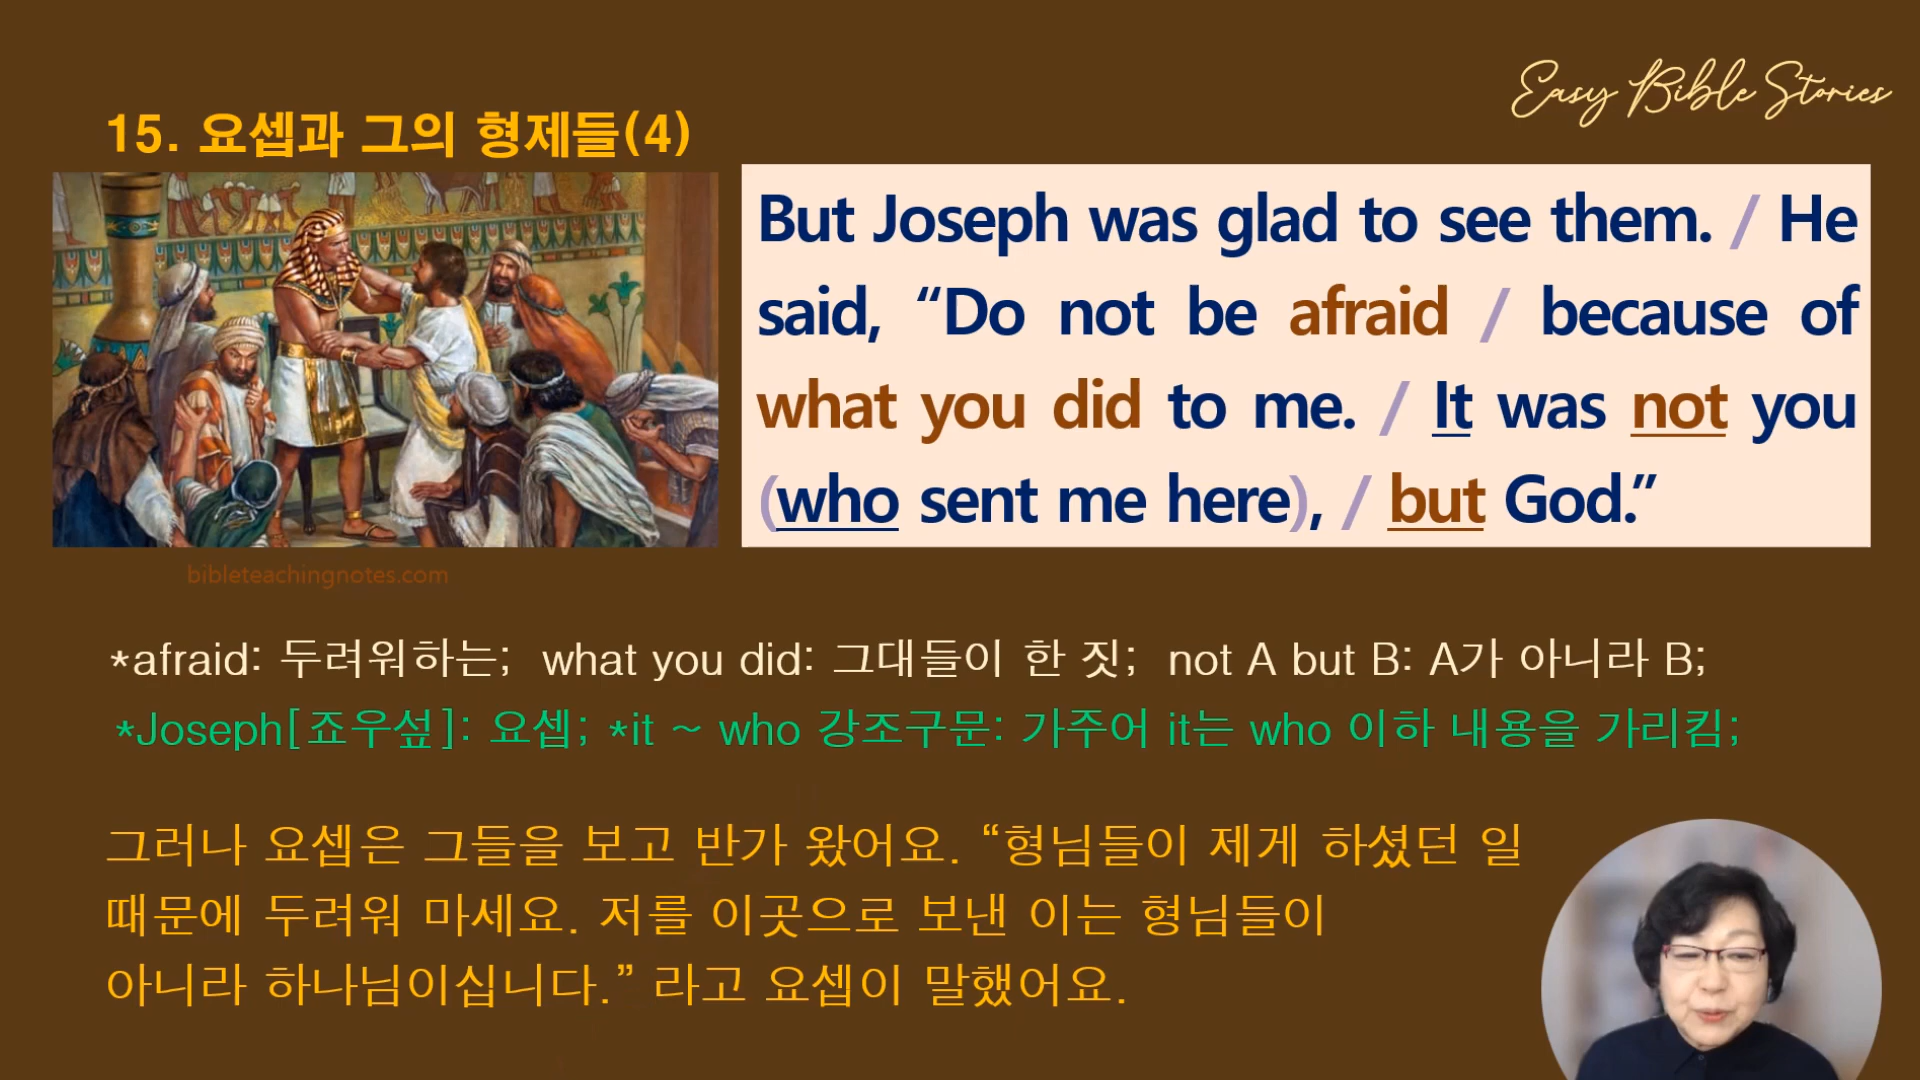 Easy Bible Stories
15. 요셉과 그의 형제들(4)
But Joseph was glad to see them. / He
said, “Do not be afraid / because of
what you did to me. / It was not you
(who sent me here), / but God.”
bibleteachingnotes.com
*afraid: 두려워하는; what you did: 그대들이 한 짓; not A but B: A가 아니라 B;
*Joseph[죠우섶]: 요셉; *it ~ who 강조구문: 가주어 it는 who 이하 내용을 가리킴;
그러나 요셉은 그들을 보고 반가 왔어요. “형님들이 제게 하셨던 일
때문에 두려워 마세요. 저를 이곳으로 보낸 이는 형님들이
아니라 하나님이십니다.” 라고 요셉이 말했어요.